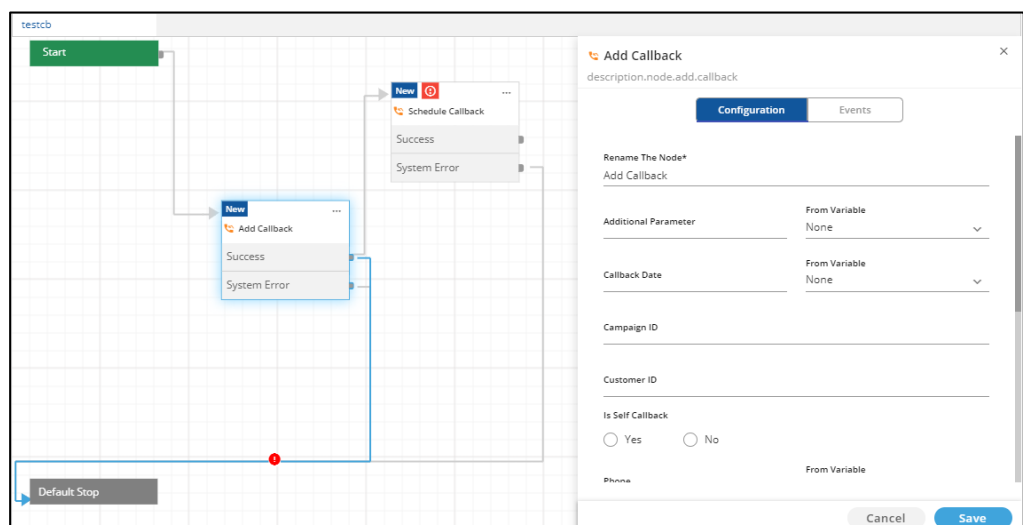 testcb
Start
New
...
Schedule Callback
Success
System Error
New
...
Add Callback
Success
System Error
Default Stop
Add Callback
×
description.node.add.callback
Configuration
Events
Rename The Node*
Add Callback
Additional Parameter
From Variable
None
Callback Date
From Variable
None
Campaign ID
Customer ID
Is Self Callback
Yes
No
Phone
From Variable
Cancel
Save